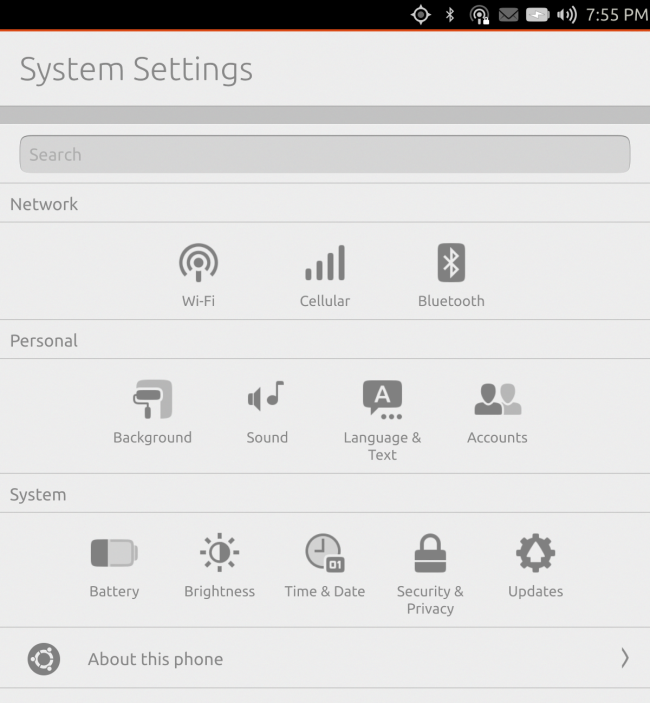 7:55 PM
System Settings
Search
Network
Wi-Fi
Cellular
Bluetooth
Personal
Background
Sound
A
Language &
Text
Accounts
System
Battery
Brightness
01
Time & Date
Security &
Privacy
Updates
About this phone